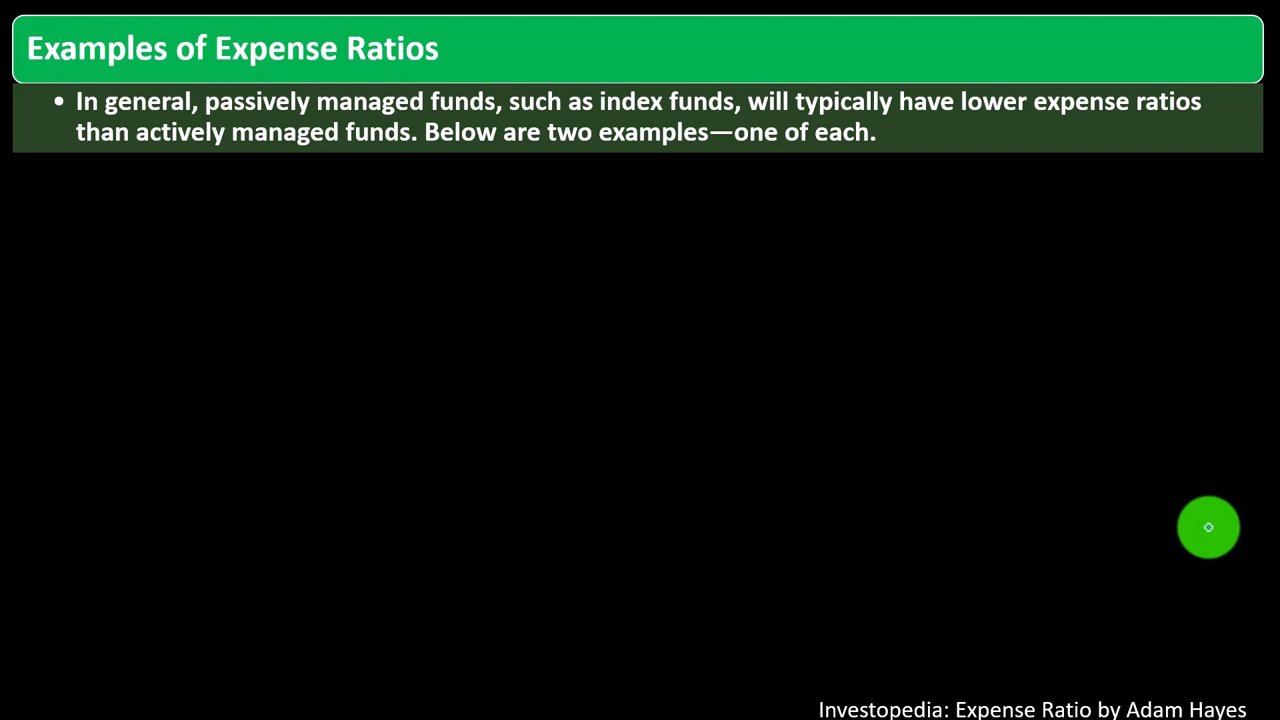 Examples of Expense Ratios
• In general, passively managed funds, such as index funds, will typically have lower expense ratios
than actively managed funds. Below are two examples—one of each.
Investopedia: Expense Ratio by Adam Hayes